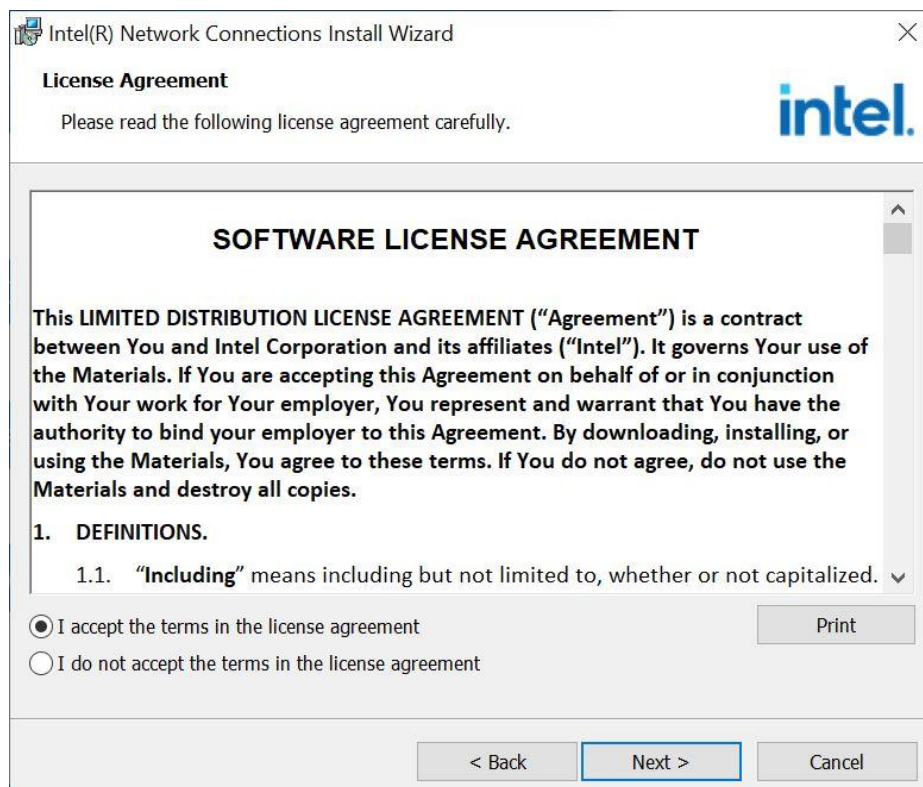 Intel(R) Network Connections Install Wizard
License Agreement
Please read the following license agreement carefully.
intel.
SOFTWARE LICENSE AGREEMENT
This LIMITED DISTRIBUTION LICENSE AGREEMENT (“Agreement”) is a contract
between You and Intel Corporation and its affiliates (“Intel”). It governs Your use of
the Materials. If You are accepting this Agreement on behalf of or in conjunction
with Your work for Your employer, You represent and warrant that You have the
authority to bind your employer to this Agreement. By downloading, installing, or
using the Materials, You agree to these terms. If You do not agree, do not use the
Materials and destroy all copies.
1. DEFINITIONS.
1.1. “Including” means including but not limited to, whether or not capitalized.
I accept the terms in the license agreement
Print
I do not accept the terms in the license agreement
< Back
Next >
Cancel